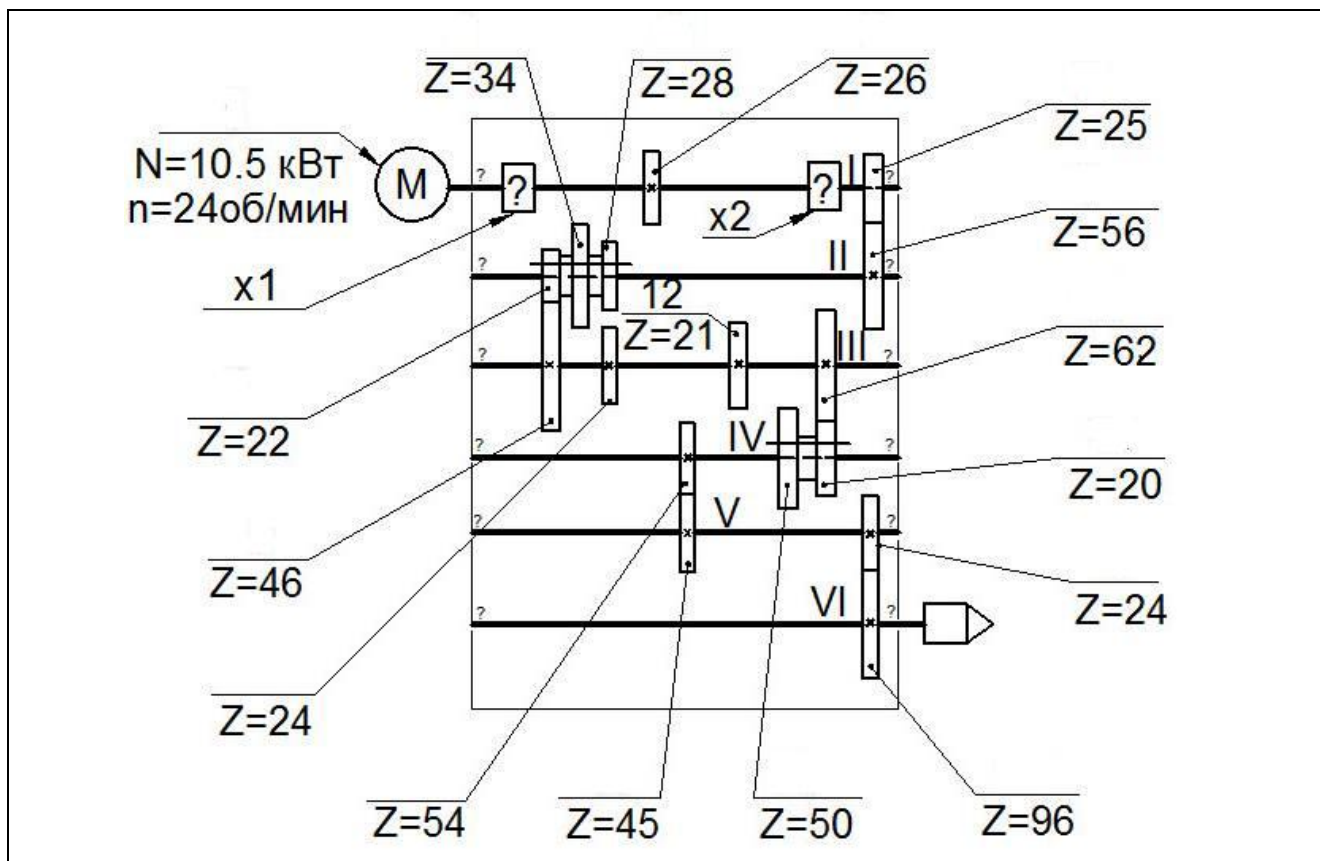 Z=34
Z=28
Z=26
Z=25
N=10.5 кВт
n=24об/мин
М
?
?
?
I
?
x2
Z=56
x1
?
II
?
12
Z=21
?
III
?
Z=62
Z=22
?
IV
?
Z=20
?
V
?
Z=46
Z=24
?
VI
?
Z=24
Z=54
Z=45
Z=50
Z=96